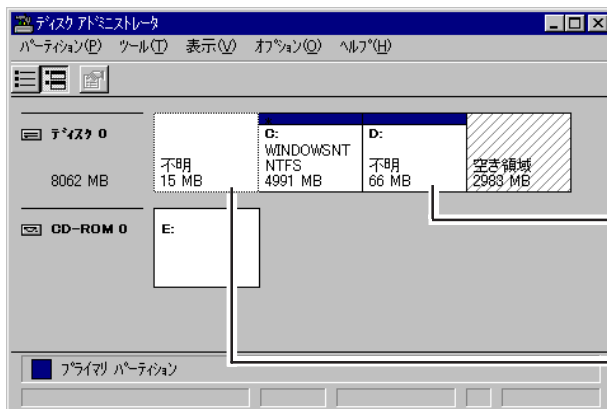 ディスク アドミニストレータ
パーティション(P) ツール(T) 表示(V) オプション(O) ヘルプ(H)
ディスク 0
8062 MB
不明
15 MB
C:
WINDOWSNT
NTFS
4991 MB
D:
不明
66 MB
空き領域
2983 MB
CD-ROM 0
E:
プライマリ パーティション